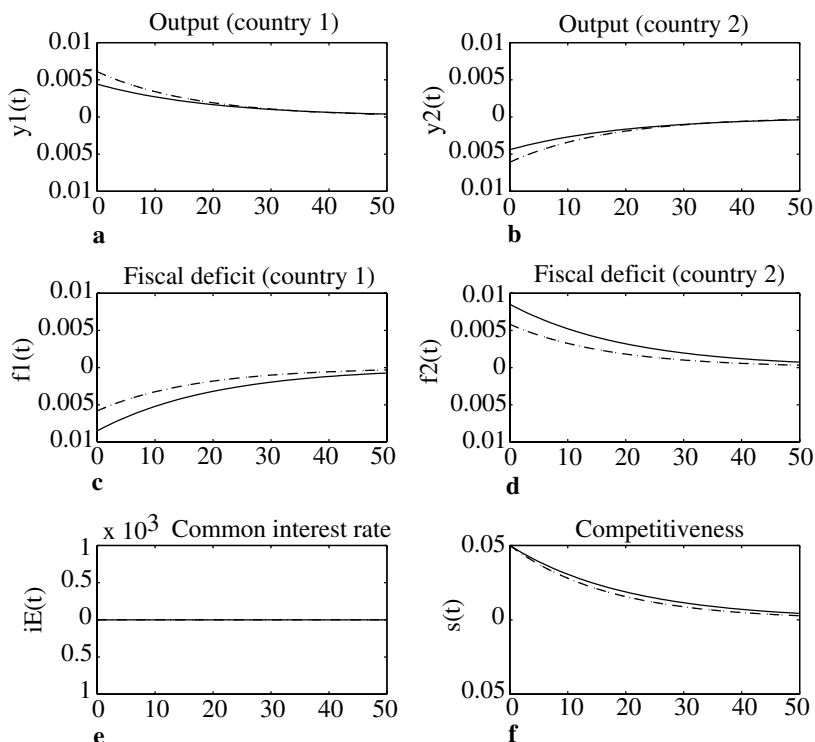 Output (country 1)
0.01
0.005
0
0.005
0.01
y1(t)
0 10 20 30 40 50
a
Output (country 2)
0.01
0.005
0
0.005
0.01
y2(t)
0 10 20 30 40 50
b
Fiscal deficit (country 1)
0.01
0.005
0
0.005
0.01
f1(t)
0 10 20 30 40 50
c
Fiscal deficit (country 2)
0.01
0.005
0
0.005
0.01
f2(t)
0 10 20 30 40 50
d
x 10³ Common interest rate
1
0.5
0
0.5
1
iE(t)
0 10 20 30 40 50
e
Competitiveness
0.05
0
0.05
s(t)
0 10 20 30 40 50
f